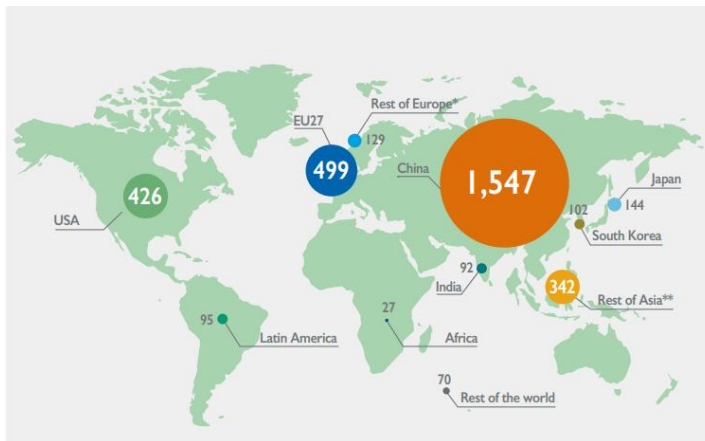 Rest of Europe*
129
EU27
499
China
1,547
USA
426
Japan
144
102
South Korea
92
India
342
Rest of Asia**
95
Latin America
27
Africa
70
Rest of the world